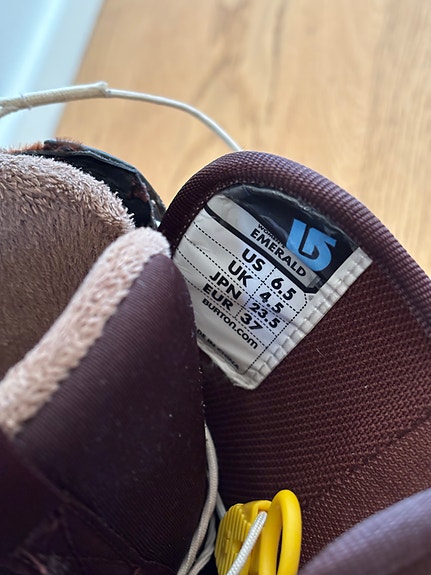 EMERALD
US 6.5
UK 4.5
JPN 23.5
EUR 37
BURTON.com